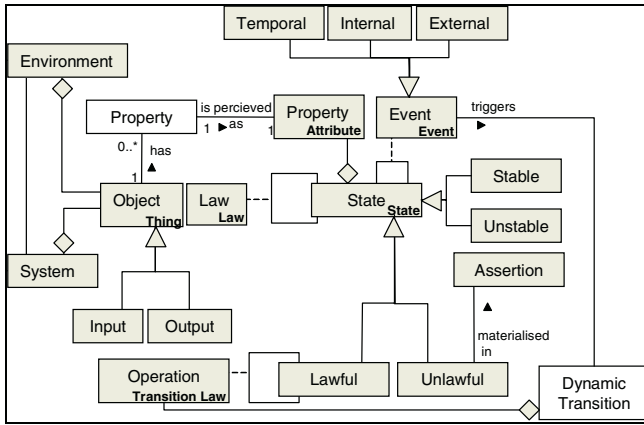 Temporal
Internal
External
Environment
Property
is percieved
as
1
1
Property
Attribute
Event
Event
triggers
0..*
has
1
Object
Thing
Law
Law
State
State
Stable
Unstable
System
Assertion
Input
Output
materialised
in
Operation
Transition Law
Lawful
Unlawful
Dynamic
Transition